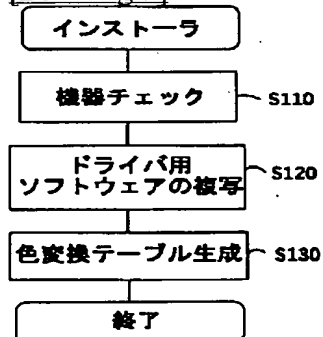 インストーラ
機器チェック
S110
ドライバ用
ソフトウェアの複写
S120
色変換テーブル生成
S130
終了